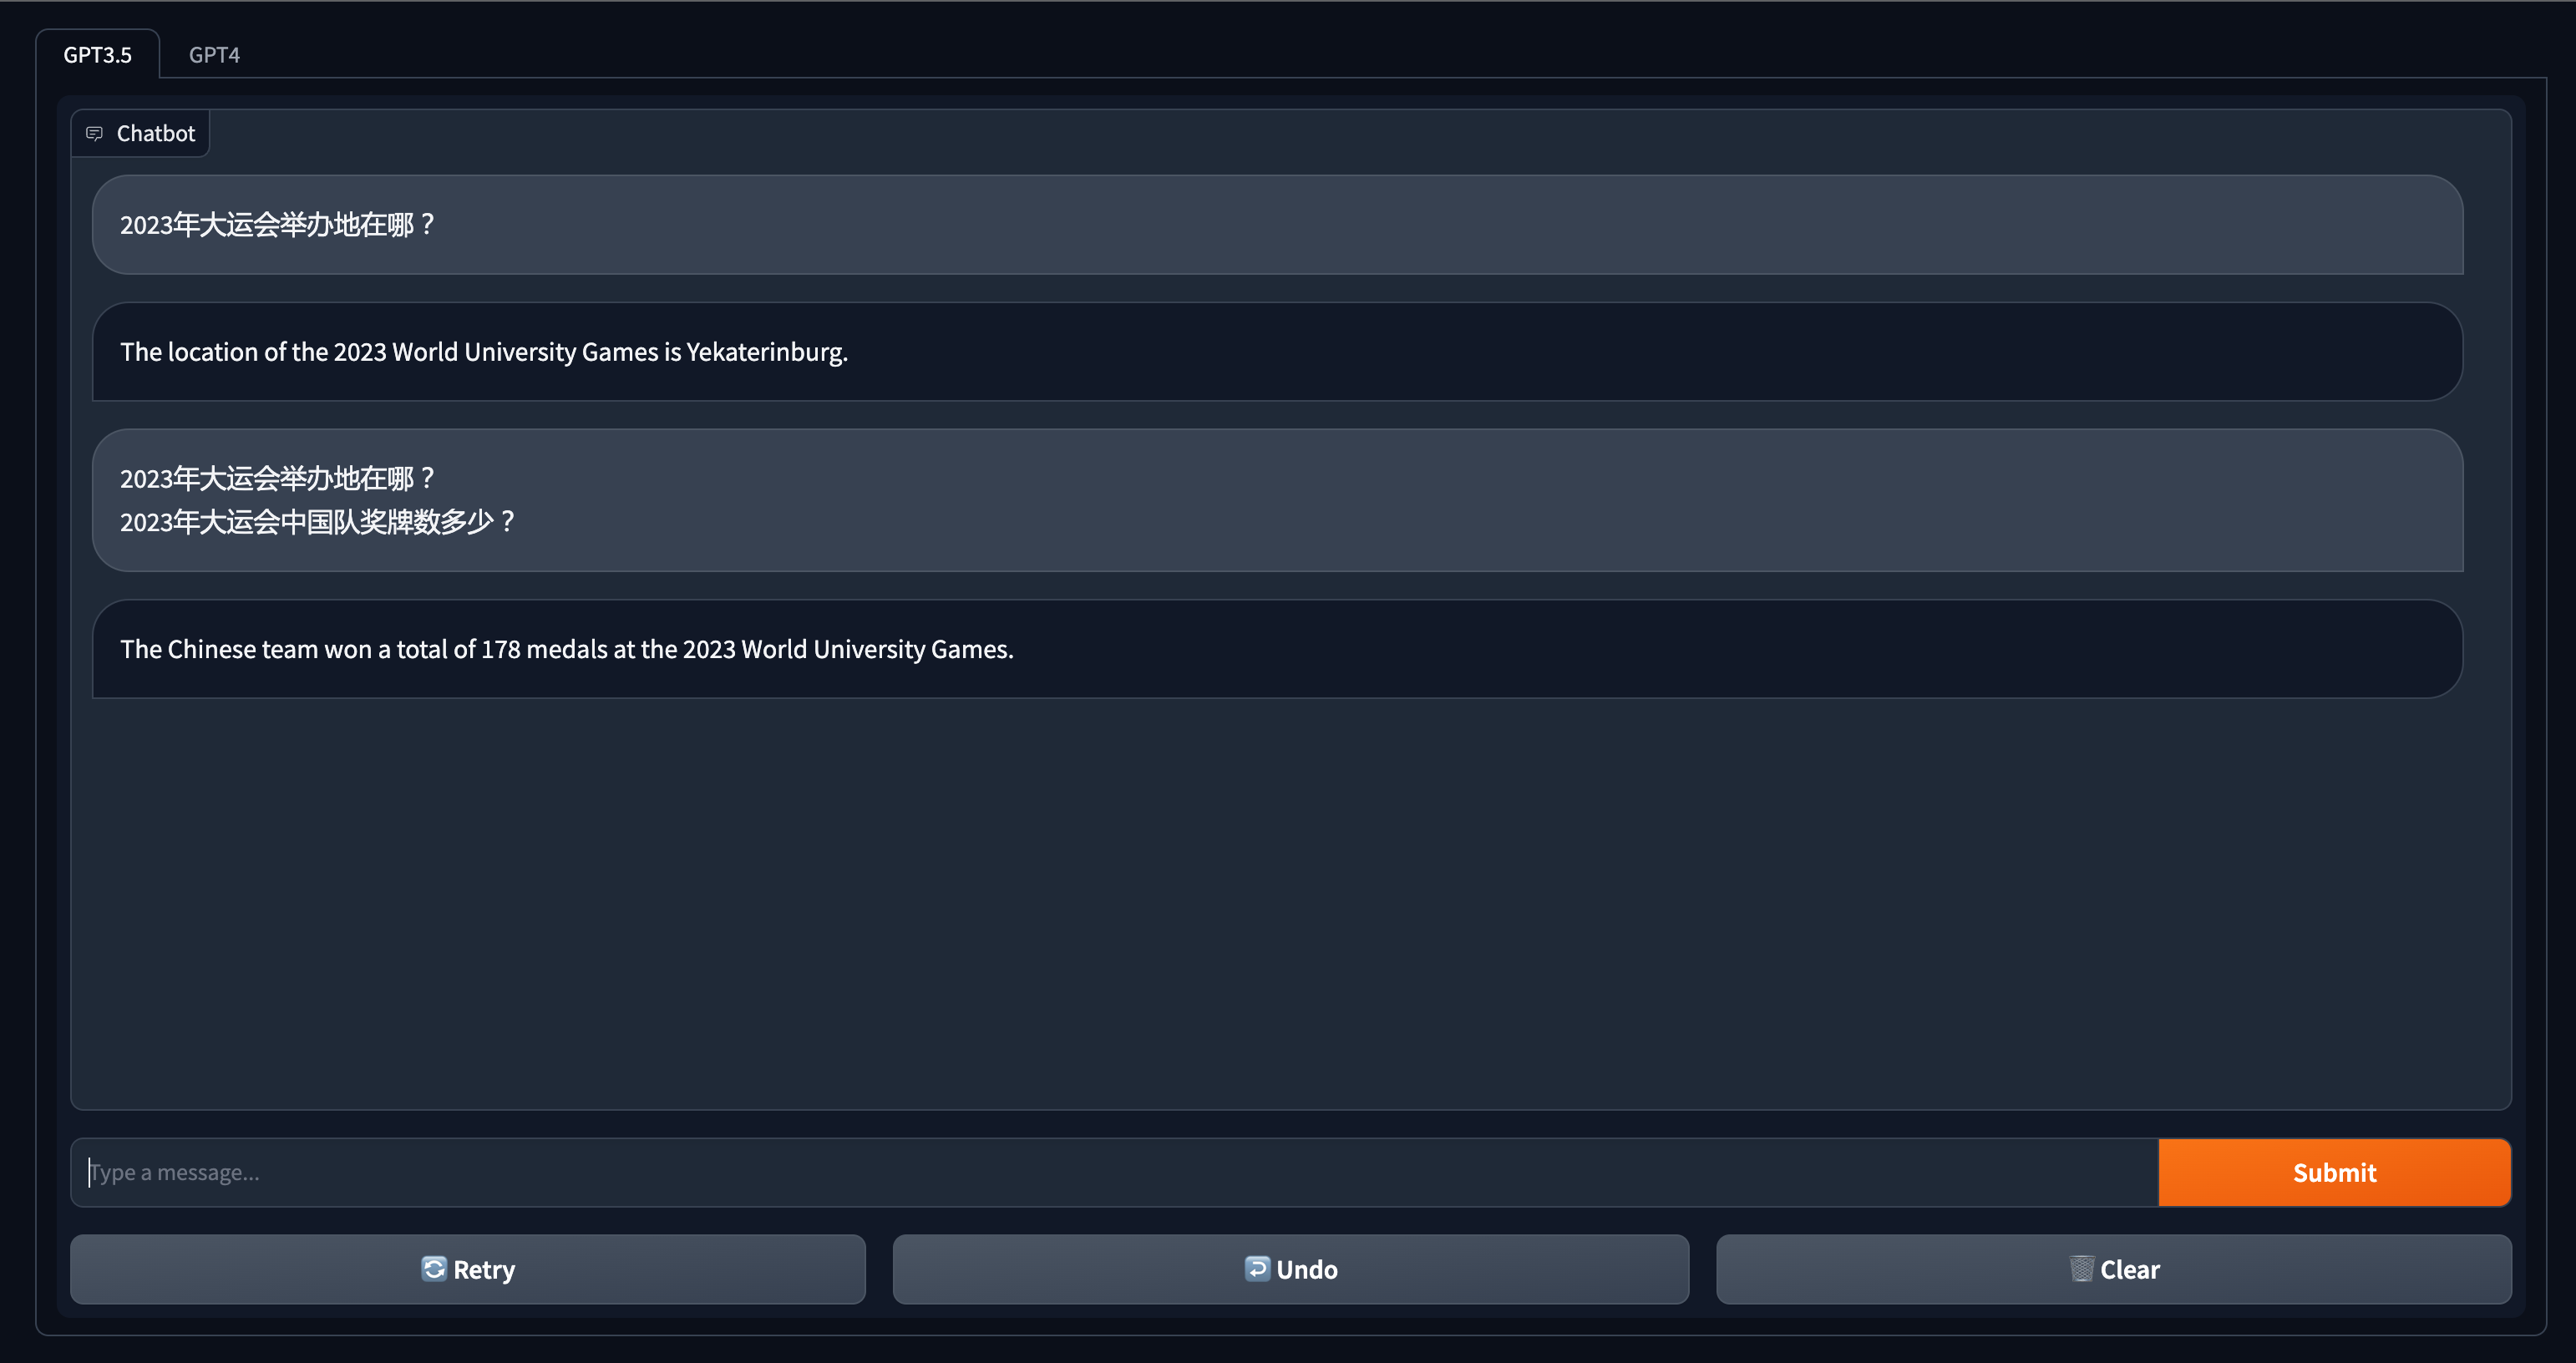 GPT3.5 GPT4
Chatbot
2023年大运会举办地在哪？
The location of the 2023 World University Games is Yekaterinburg.
2023年大运会举办地在哪？
2023年大运会中国队奖牌数多少？
The Chinese team won a total of 178 medals at the 2023 World University Games.
Type a message...
Submit
Retry Undo Clear